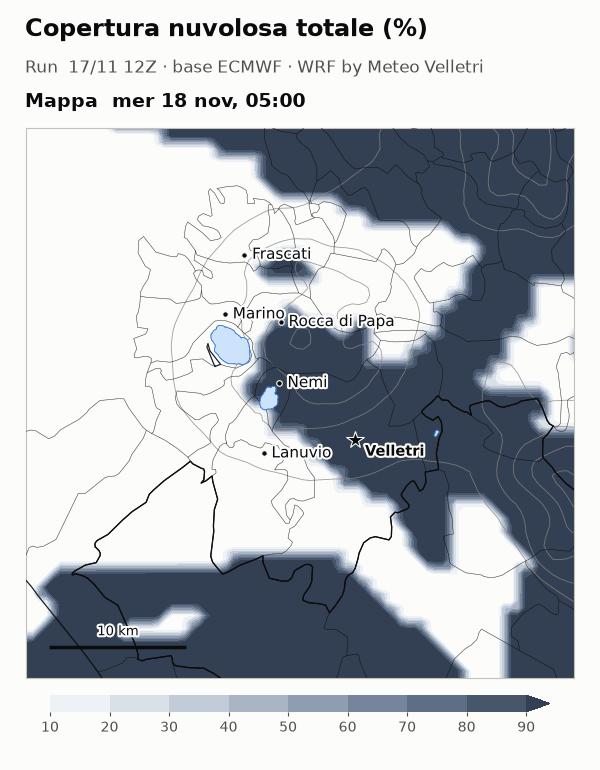 Copertura nuvolosa totale (%)
Run  17/11 12Z · base ECMWF · WRF by Meteo Velletri
Mappa  mer 18 nov, 05:00
Frascati
Marino
Rocca di Papa
Nemi
Velletri
Lanuvio
10 km
10 20 30 40 50 60 70 80 90